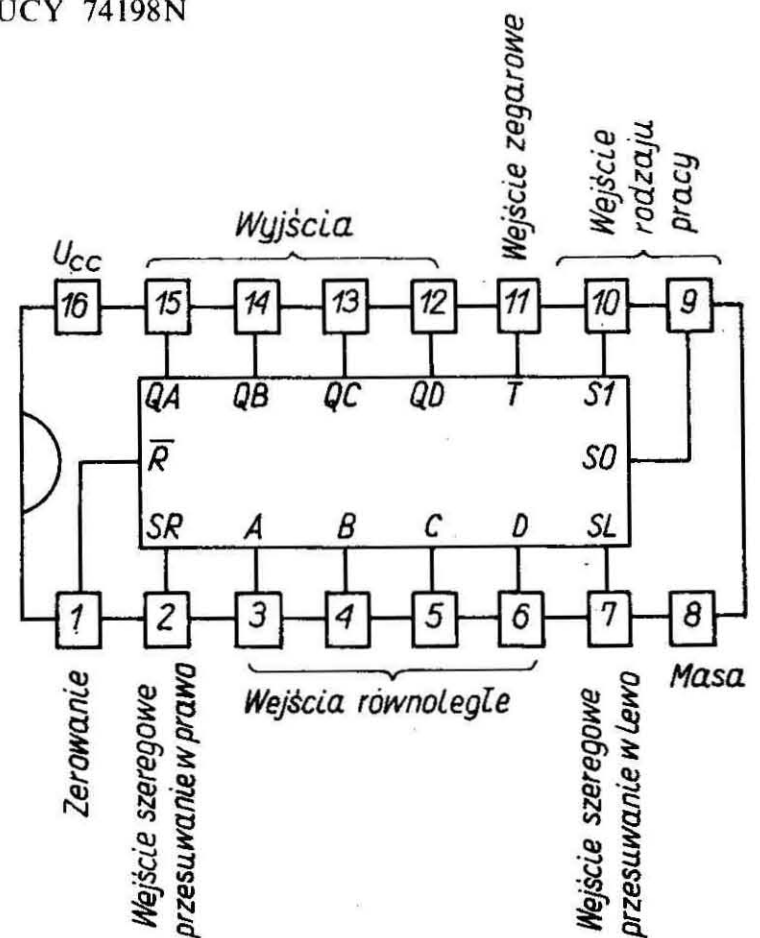 UCY 74198N
Wejście zegarowe
Wejście
rodzaju
pracy
Wyjścia
UCC
16 15 14 13 12 11 10 9
QA QB QC QD T S1
R̅ S0
SR A B C D SL
1 2 3 4 5 6 7 8
Zerowanie
Wejście szeregowe
przesuwanie w prawo
Wejścia równoległe
Wejście szeregowe
przesuwanie w lewo
Masa